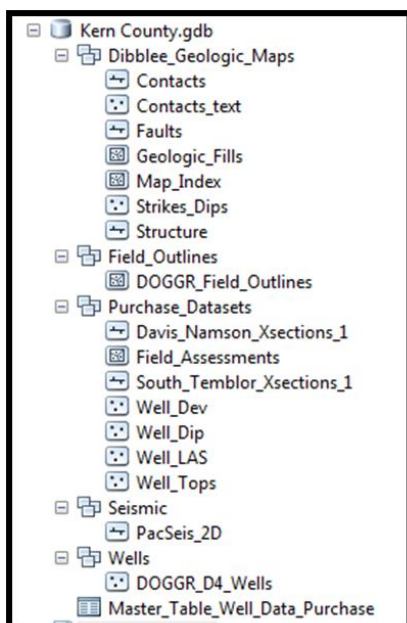 Kern County.gdb
Dibblee_Geologic_Maps
Contacts
Contacts_text
Faults
Geologic_Fills
Map_Index
Strikes_Dips
Structure
Field_Outlines
DOGGR_Field_Outlines
Purchase_Datasets
Davis_Namson_Xsections_1
Field_Assessments
South_Temblor_Xsections_1
Well_Dev
Well_Dip
Well_LAS
Well_Tops
Seismic
PacSeis_2D
Wells
DOGGR_D4_Wells
Master_Table_Well_Data_Purchase